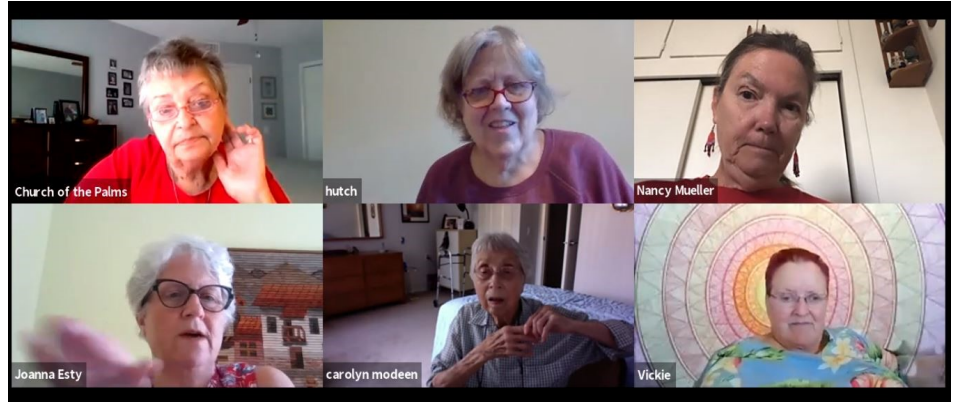 Church of the Palms
hutch
Nancy Mueller
Joanna Esty
carolyn modeen
Vickie